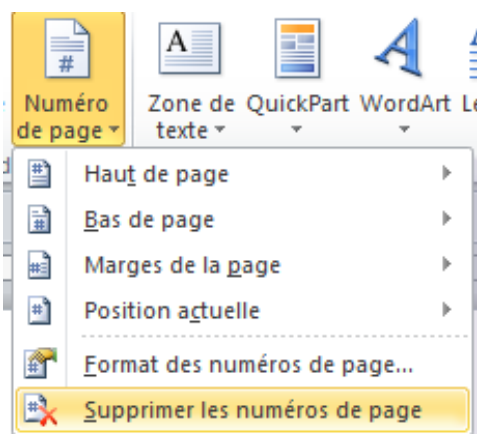 Numéro de page
Zone de texte
QuickPart
WordArt
Haut de page
Bas de page
Marges de la page
Position actuelle
Format des numéros de page...
Supprimer les numéros de page